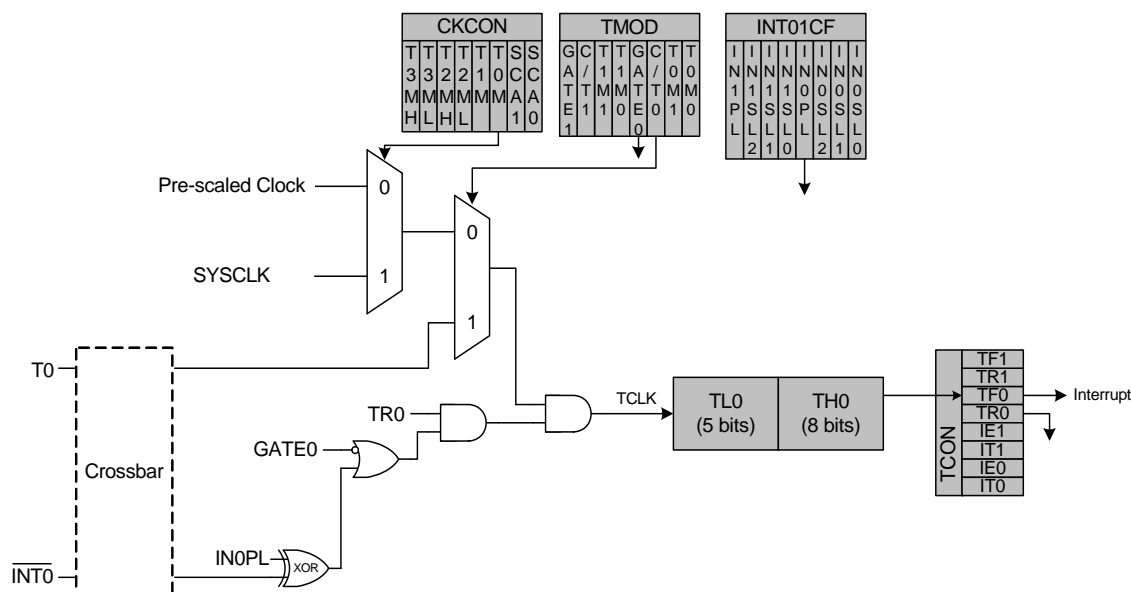 CKCON
T3MH
T3ML
T2MH
T2ML
T1M
T0M
SCA1
SCA0
TMOD
GATE1
C/T1
T1M1
T1M0
GATE0
C/T0
T0M1
T0M0
INT01CF
IN1PL
IN1SL2
IN1SL1
IN1SL0
IN0PL
IN0SL2
IN0SL1
IN0SL0
Pre-scaled Clock
0
SYSCLK
1
0
1
T0
Crossbar
INT0
TR0
GATE0
IN0PL
XOR
TCLK
TL0
(5 bits)
TH0
(8 bits)
TCON
TF1
TR1
TF0
TR0
IE1
IT1
IE0
IT0
Interrupt